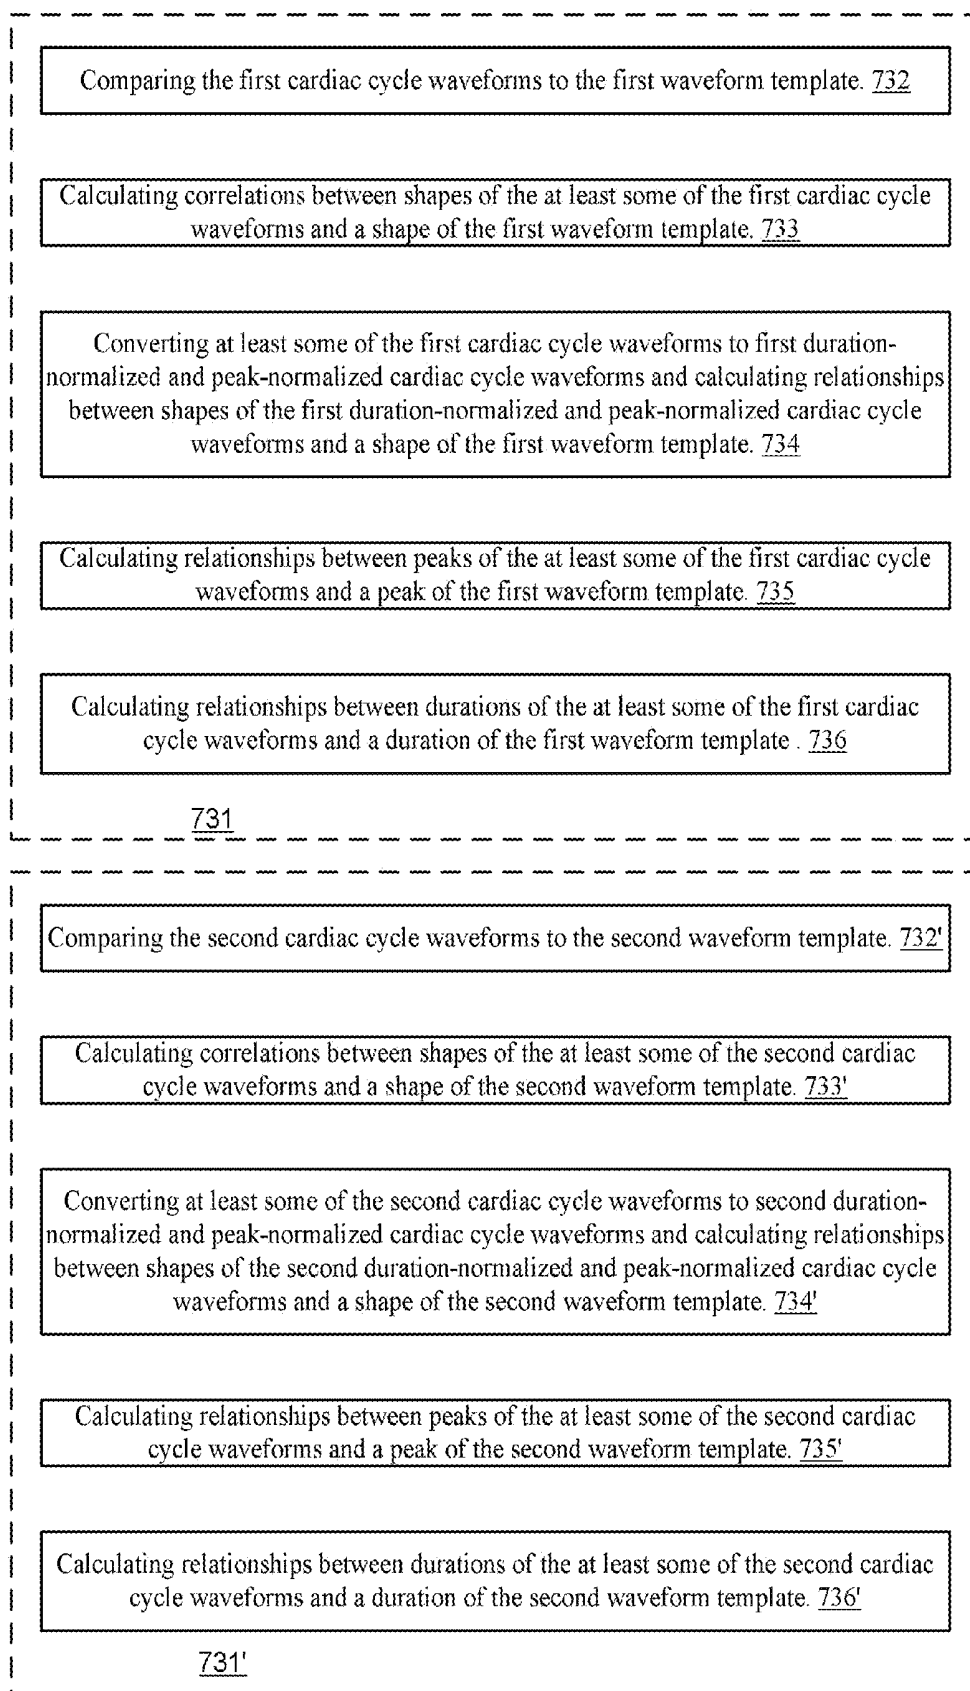 Comparing the first cardiac cycle waveforms to the first waveform template. 732
Calculating correlations between shapes of the at least some of the first cardiac cycle
waveforms and a shape of the first waveform template. 733
Converting at least some of the first cardiac cycle waveforms to first duration-
normalized and peak-normalized cardiac cycle waveforms and calculating relationships
between shapes of the first duration-normalized and peak-normalized cardiac cycle
waveforms and a shape of the first waveform template. 734
Calculating relationships between peaks of the at least some of the first cardiac cycle
waveforms and a peak of the first waveform template. 735
Calculating relationships between durations of the at least some of the first cardiac
cycle waveforms and a duration of the first waveform template . 736
731
Comparing the second cardiac cycle waveforms to the second waveform template. 732'
Calculating correlations between shapes of the at least some of the second cardiac
cycle waveforms and a shape of the second waveform template. 733'
Converting at least some of the second cardiac cycle waveforms to second duration-
normalized and peak-normalized cardiac cycle waveforms and calculating relationships
between shapes of the second duration-normalized and peak-normalized cardiac cycle
waveforms and a shape of the second waveform template. 734'
Calculating relationships between peaks of the at least some of the second cardiac
cycle waveforms and a peak of the second waveform template. 735'
Calculating relationships between durations of the at least some of the second cardiac
cycle waveforms and a duration of the second waveform template. 736'
731'